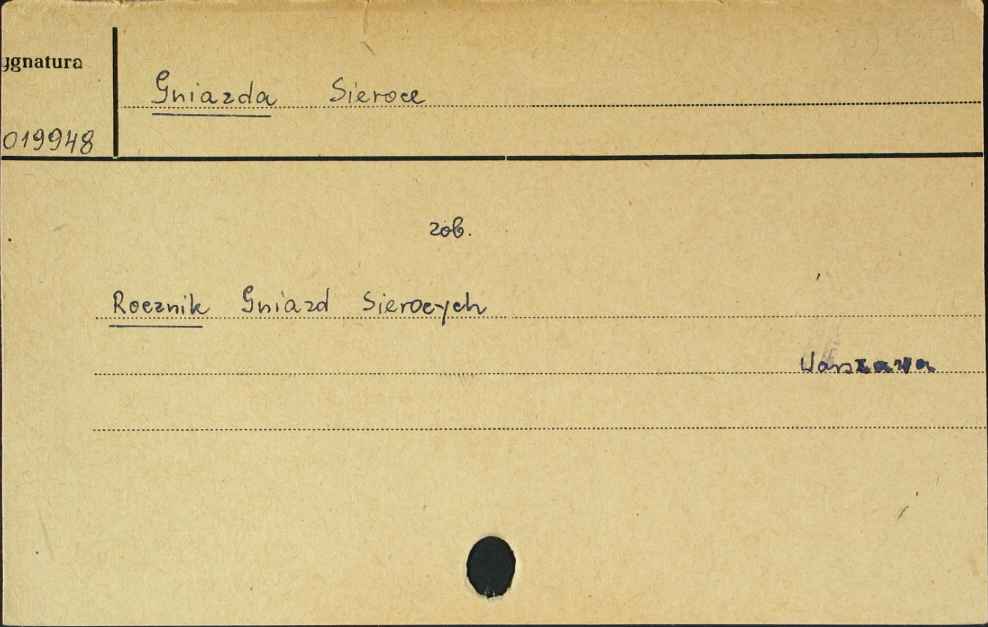 ygnatura
Gniazda Sieroce
019948
zob.
Rocznik Gniazd Sierocych
Warszawa